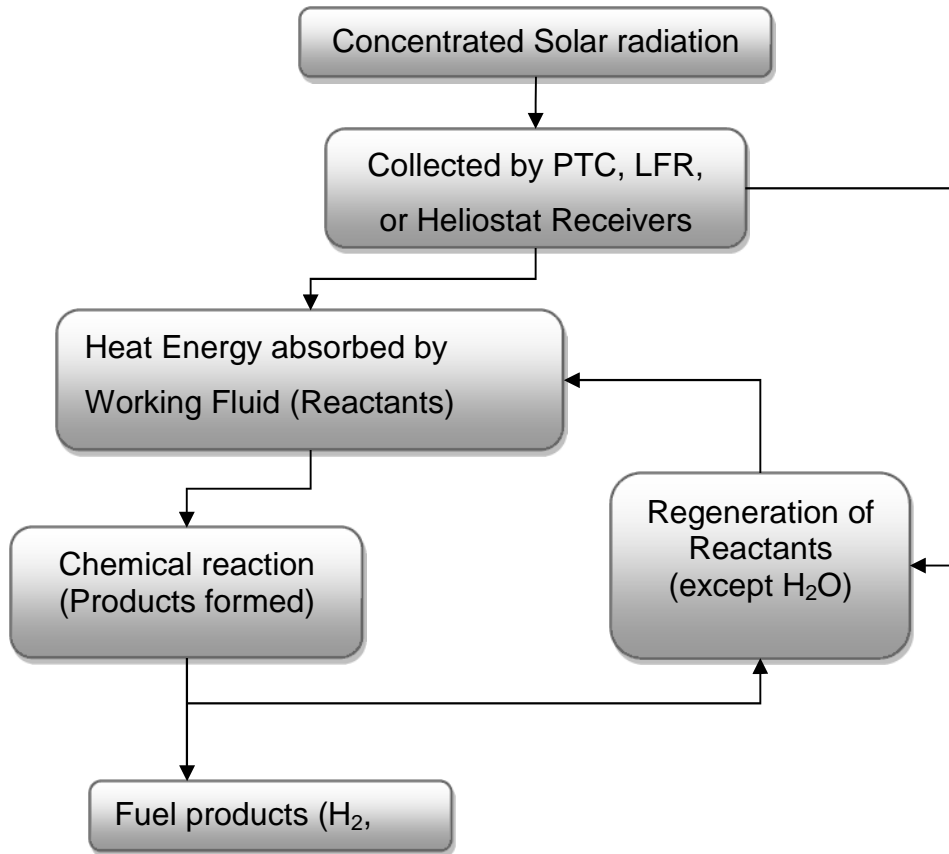 Concentrated Solar radiation
Collected by PTC, LFR,
or Heliostat Receivers
Heat Energy absorbed by
Working Fluid (Reactants)
Chemical reaction
(Products formed)
Regeneration of
Reactants
(except H₂O)
Fuel products (H₂,